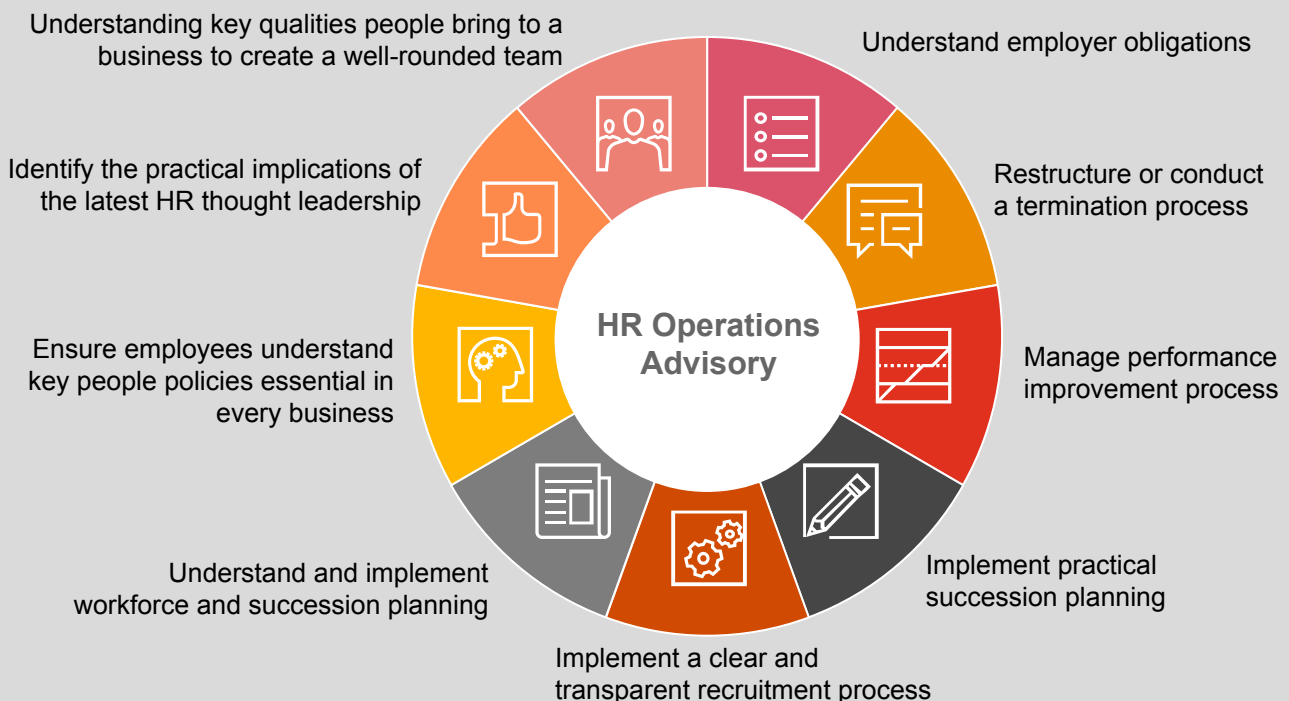 Understanding key qualities people bring to a
business to create a well-rounded team
Understand employer obligations
Identify the practical implications of
the latest HR thought leadership
Restructure or conduct
a termination process
HR Operations
Advisory
Ensure employees understand
key people policies essential in
every business
Manage performance
improvement process
Understand and implement
workforce and succession planning
Implement practical
succession planning
Implement a clear and
transparent recruitment process